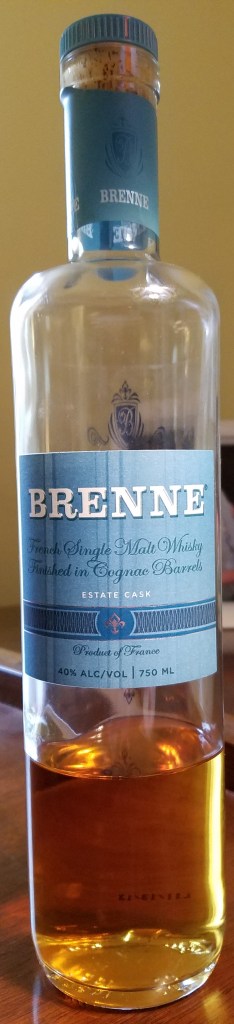 BRENNE
BRENNE
French Single Malt Whisky
Finished in Cognac Barrels
ESTATE CASK
Product of France
40% ALC/VOL | 750 ML